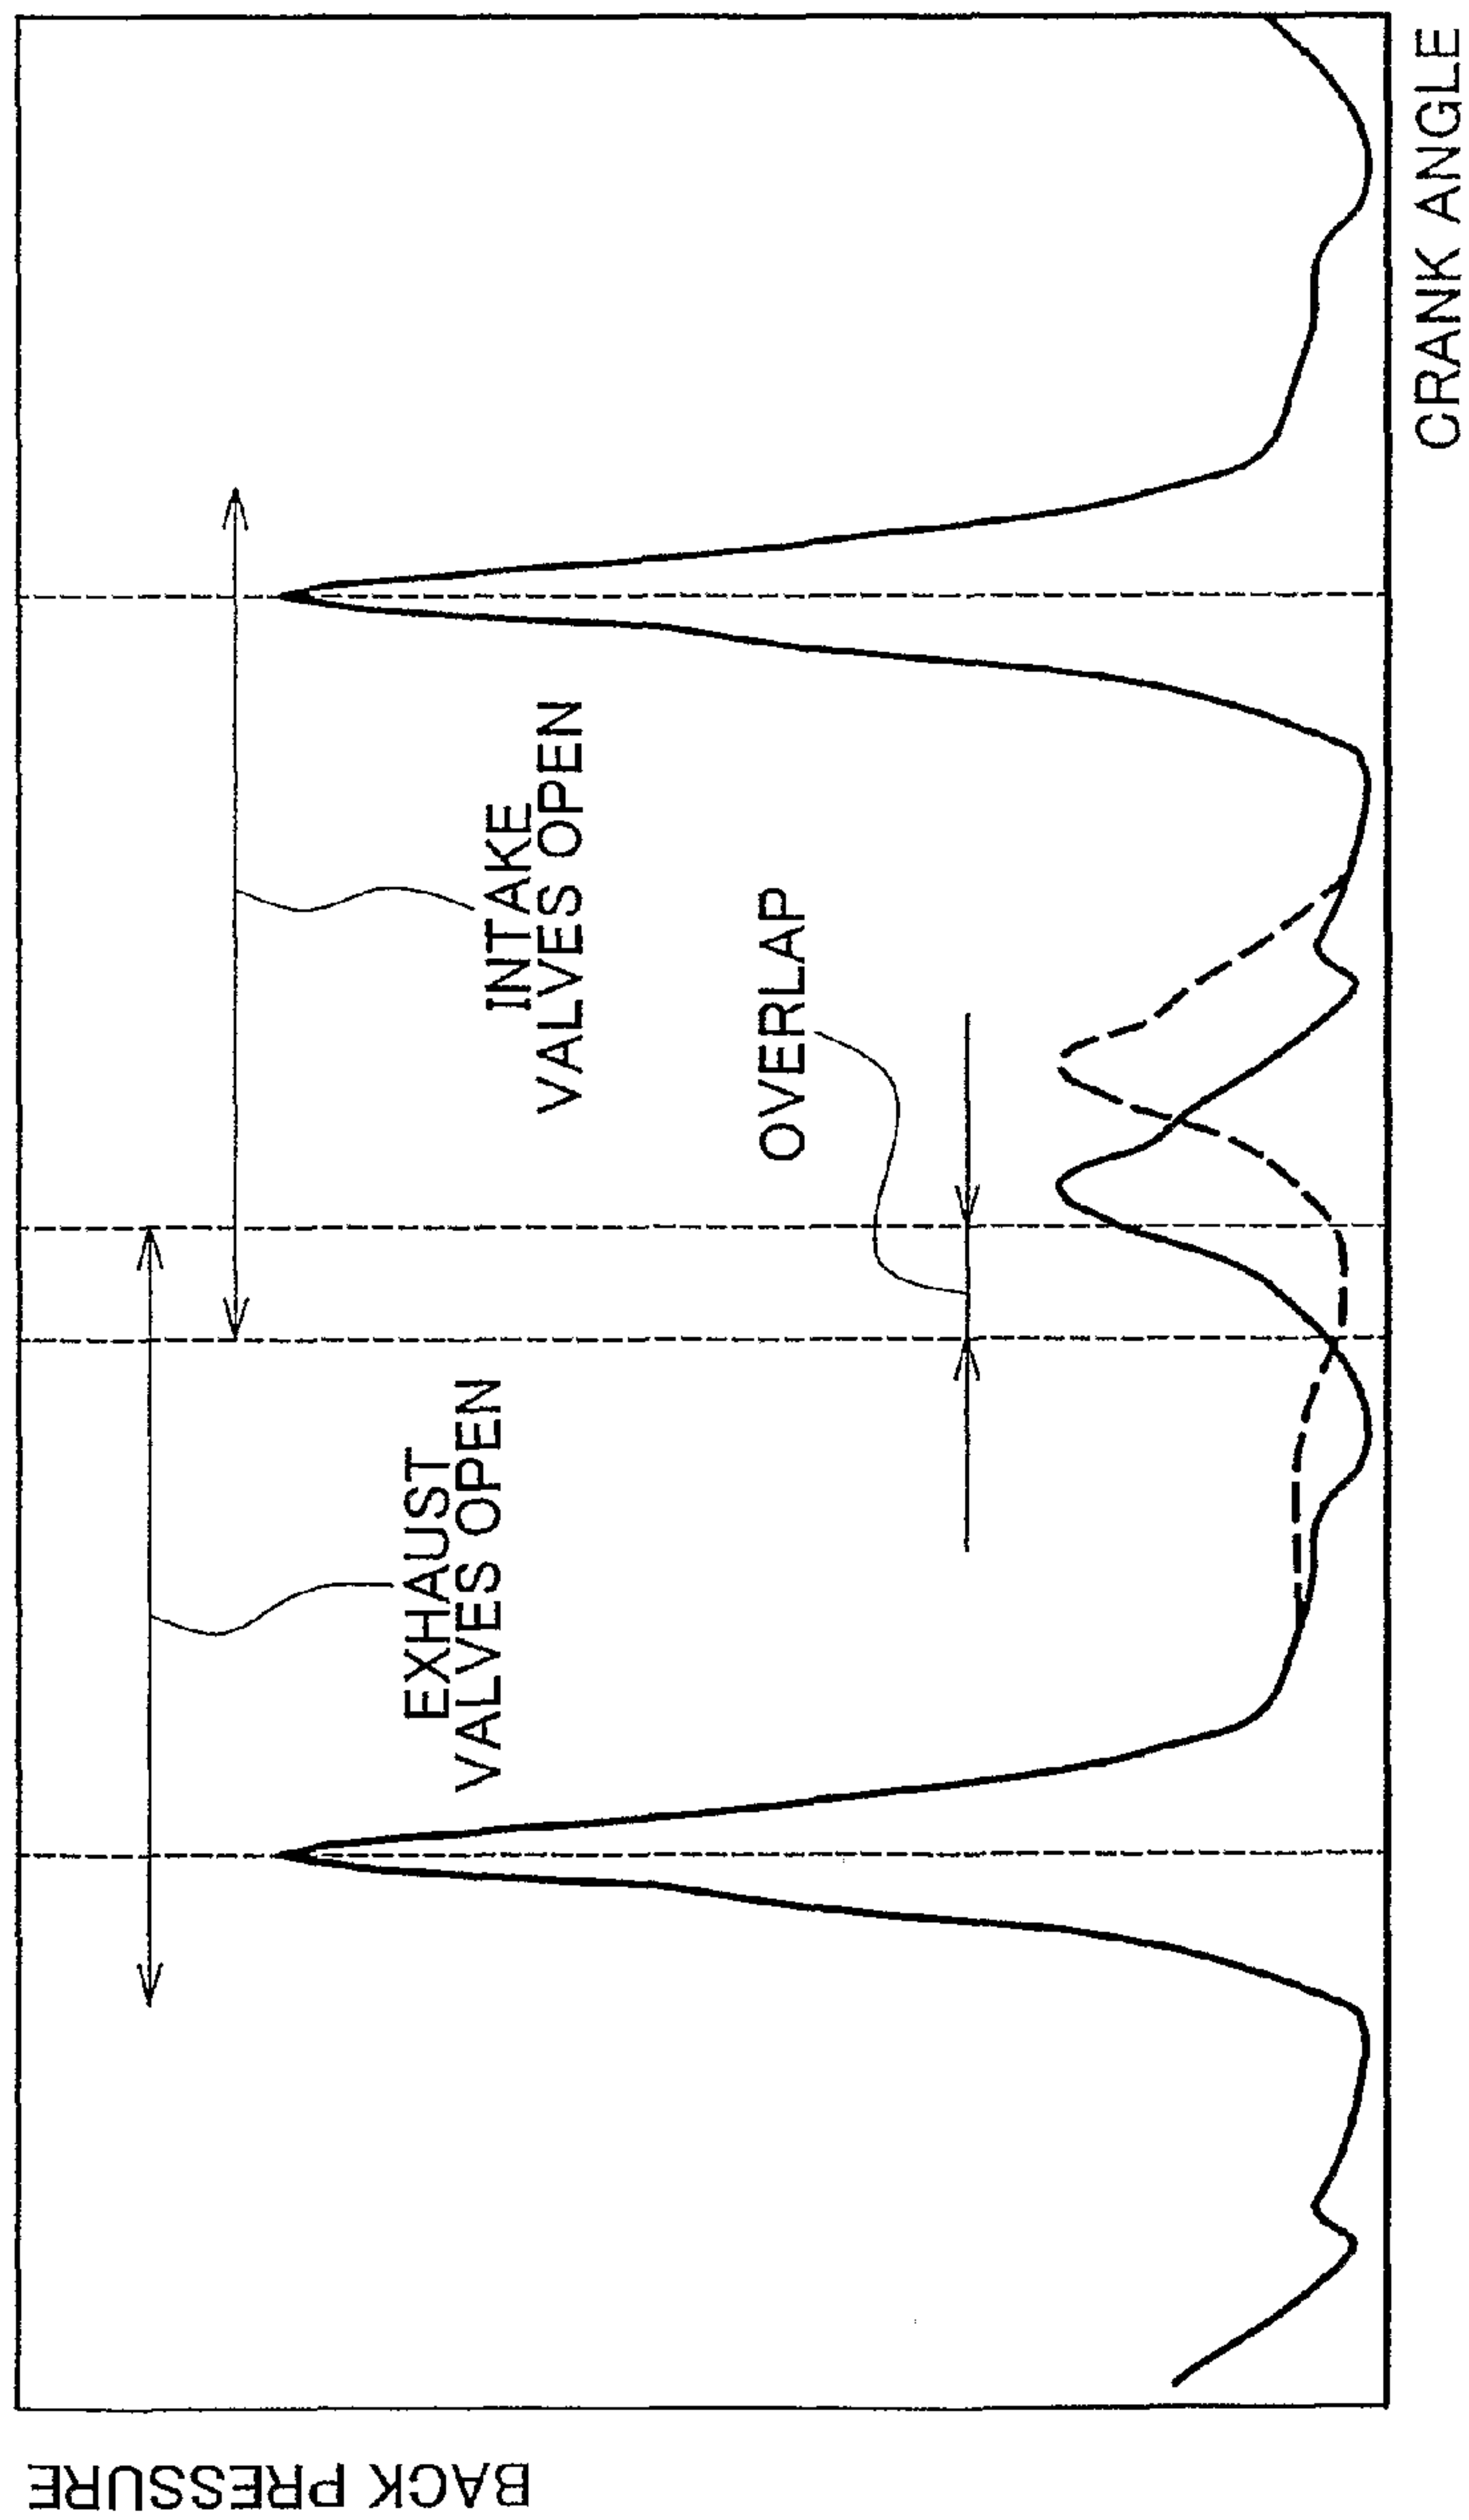 BACK PRESSURE
EXHAUST
VALVES OPEN
INTAKE
VALVES OPEN
OVERLAP
CRANK ANGLE